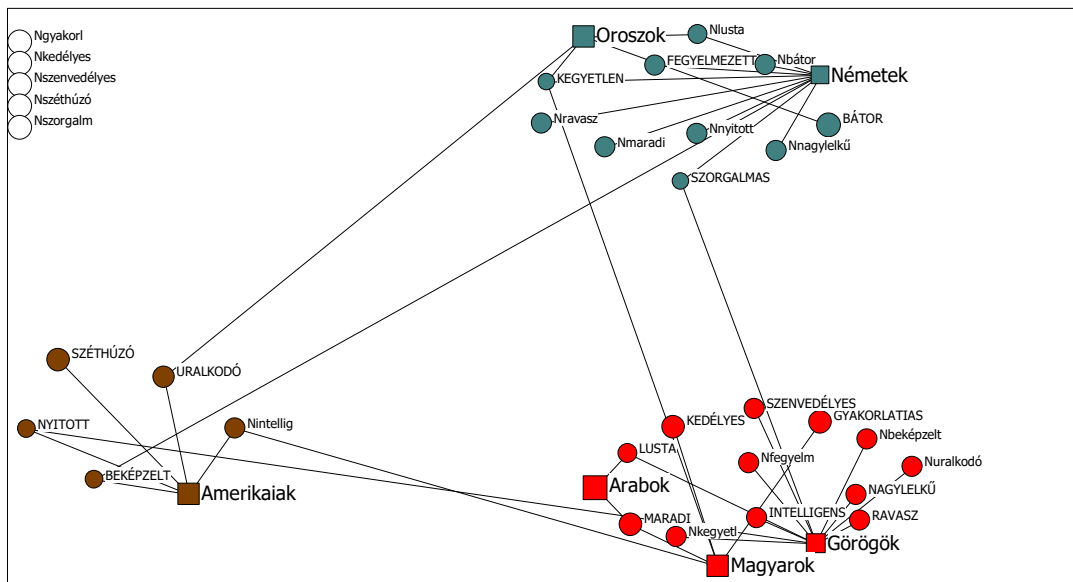 Ngyakorl
Nkedélyes
Nszenvedélyes
Nszéthúzó
Nszorgalm
Oroszok
Nlusta
FEGYELMEZETT
Nbátor
Németek
KEGYETLEN
Nravasz
Nmaradi
Nnyitott
BÁTOR
Nnagylelkű
SZORGALMAS
SZÉTHÚZÓ
URALKODÓ
NYITOTT
Nintellig
BEKÉPZELT
Amerikaiak
SZENVEDÉLYES
KEDÉLYES
GYAKORLATIAS
Nbeképzelt
LUSTA
Nfegyelm
Nuralkodó
Arabok
NAGYLELKŰ
INTELLIGENS
RAVASZ
MARADI
Nkegyetl
Görögök
Magyarok